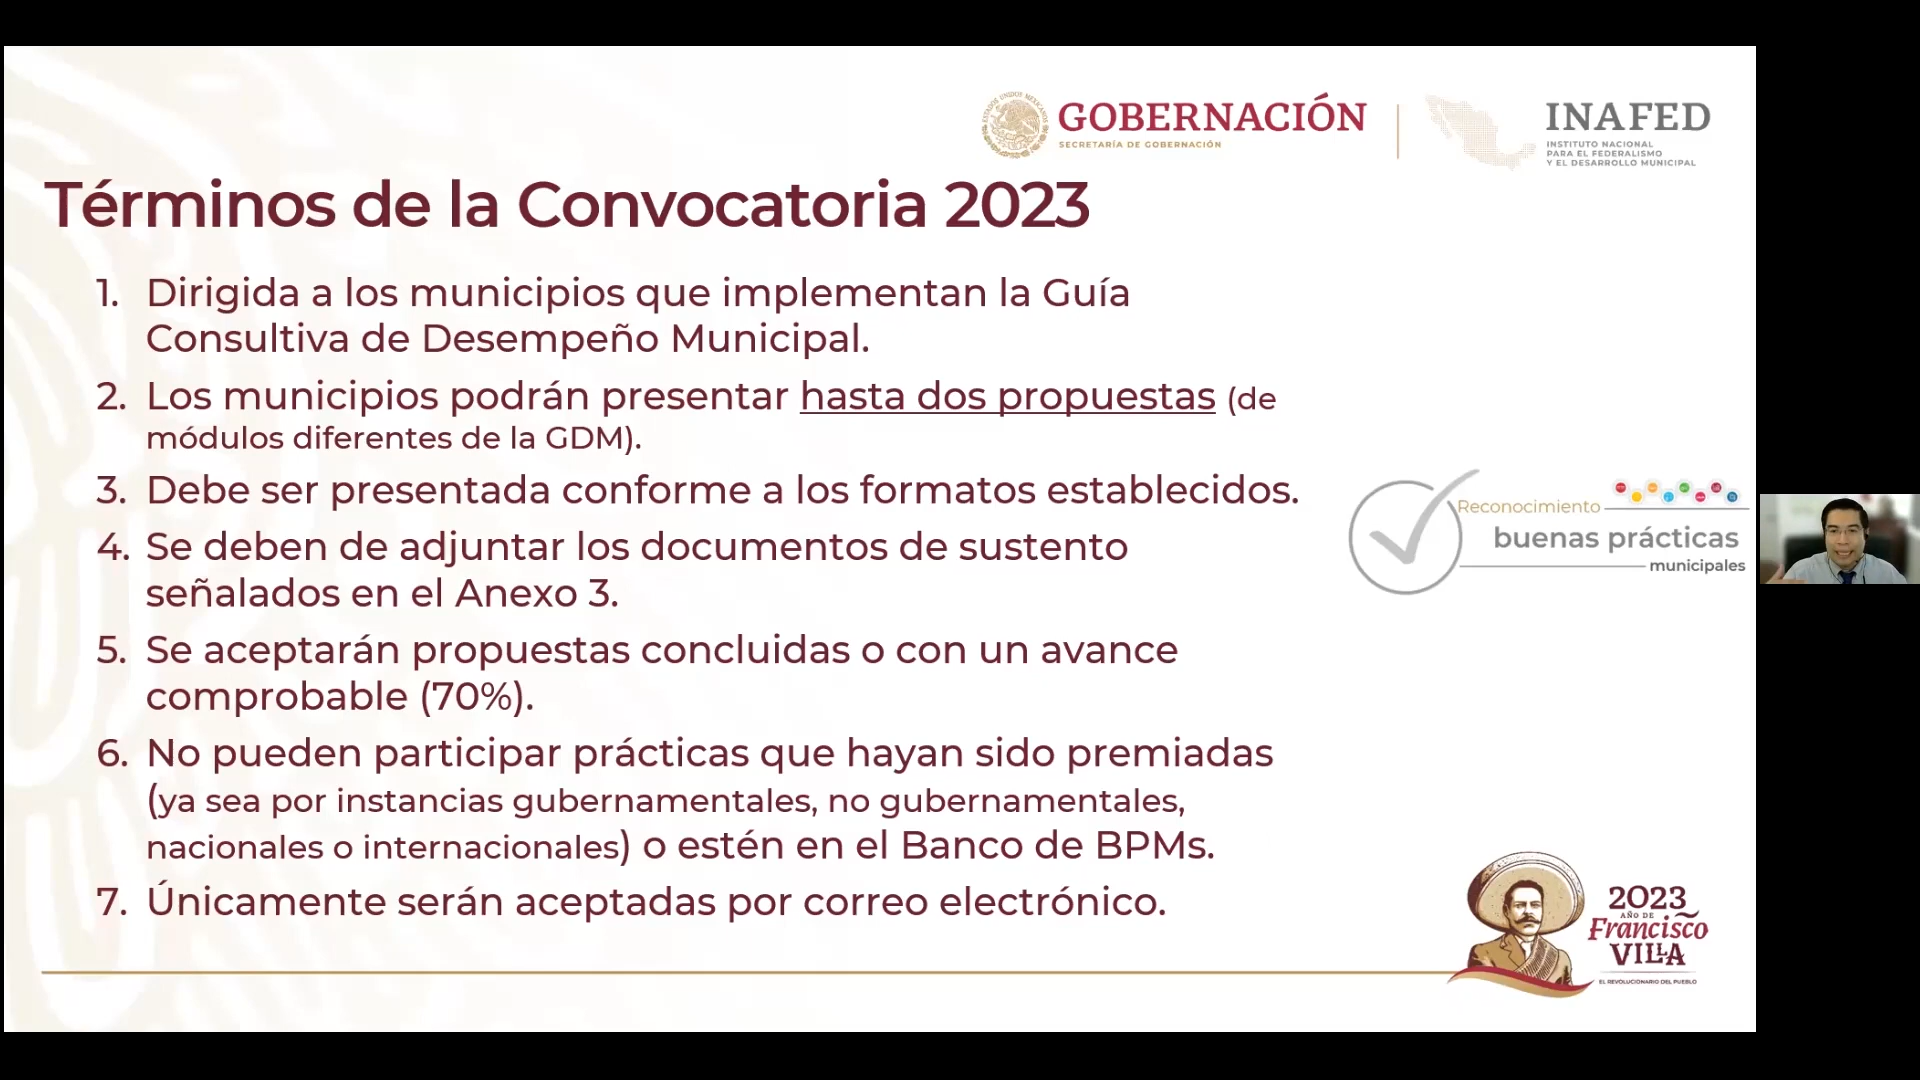 ESTADOS UNIDOS MEXICANOS
GOBERNACIÓN
SECRETARÍA DE GOBERNACIÓN
INAFED
INSTITUTO NACIONAL
PARA EL FEDERALISMO
Y EL DESARROLLO MUNICIPAL
Términos de la Convocatoria 2023
1. Dirigida a los municipios que implementan la Guía
Consultiva de Desempeño Municipal.
2. Los municipios podrán presentar hasta dos propuestas (de
módulos diferentes de la GDM).
3. Debe ser presentada conforme a los formatos establecidos.
4. Se deben de adjuntar los documentos de sustento
señalados en el Anexo 3.
5. Se aceptarán propuestas concluidas o con un avance
comprobable (70%).
6. No pueden participar prácticas que hayan sido premiadas
(ya sea por instancias gubernamentales, no gubernamentales,
nacionales o internacionales) o estén en el Banco de BPMs.
7. Únicamente serán aceptadas por correo electrónico.
Reconocimiento
buenas prácticas
municipales
2023
AÑO DE
Francisco
VILLA
EL REVOLUCIONARIO DEL PUEBLO